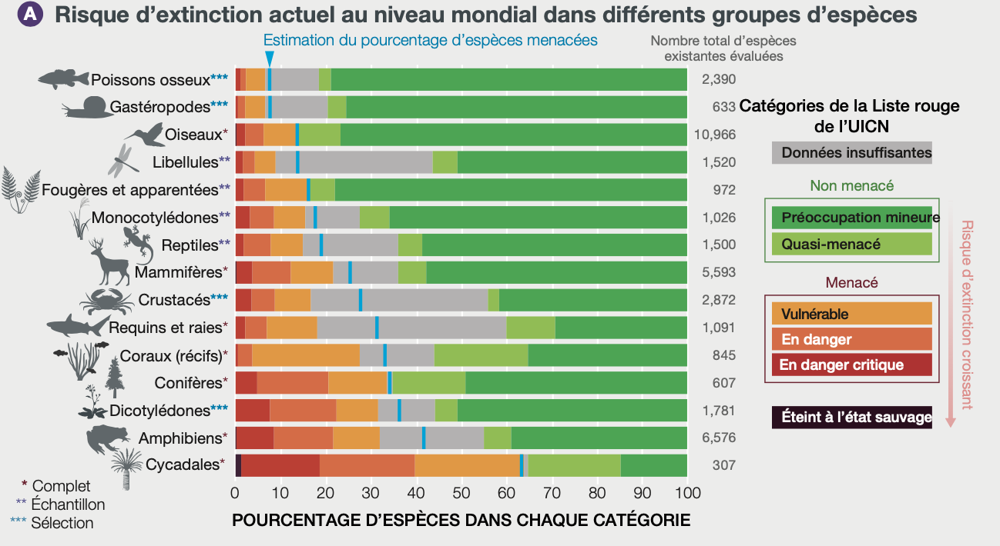 A Risque d'extinction actuel au niveau mondial dans différents groupes d'espèces
Estimation du pourcentage d'espèces menacées
Nombre total d'espèces
existantes évaluées
Poissons osseux*** 2,390
Gastéropodes*** 633
Oiseaux* 10,966
Libellules** 1,520
Fougères et apparentées** 972
Monocotylédones** 1,026
Reptiles** 1,500
Mammifères* 5,593
Crustacés*** 2,872
Requins et raies* 1,091
Coraux (récifs)* 845
Conifères* 607
Dicotylédones*** 1,781
Amphibiens* 6,576
Cycadales* 307
0 10 20 30 40 50 60 70 80 90 100
POURCENTAGE D'ESPÈCES DANS CHAQUE CATÉGORIE
* Complet
** Échantillon
*** Sélection
Catégories de la Liste rouge
de l'UICN
Données insuffisantes
Non menacé
Préoccupation mineure
Quasi-menacé
Menacé
Vulnérable
En danger
En danger critique
Éteint à l'état sauvage
Risque d'extinction croissant